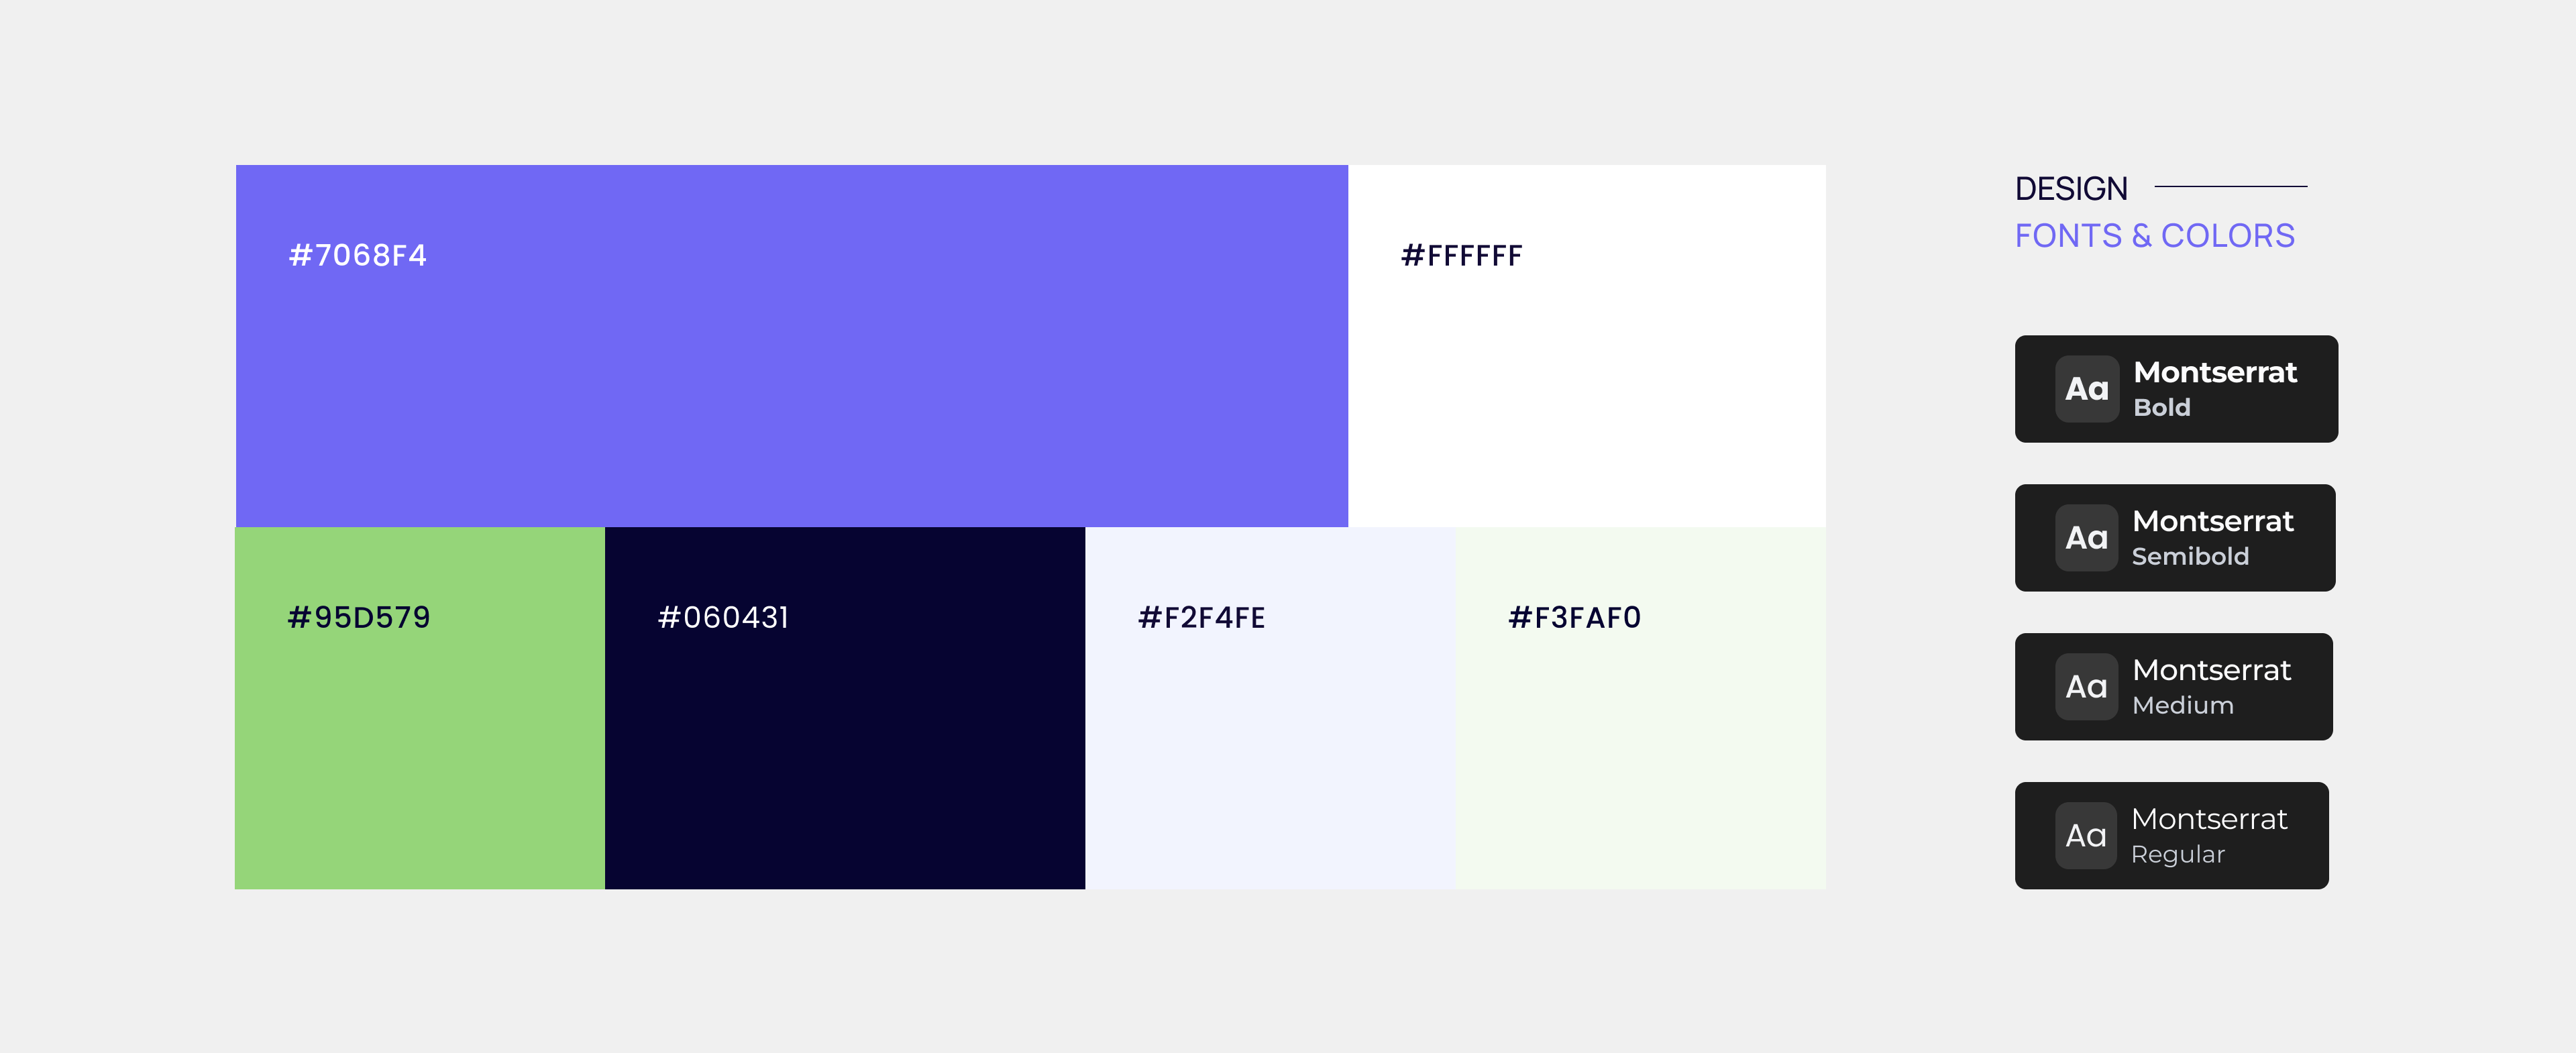 #7068F4
#FFFFFF
#95D579
#060431
#F2F4FE
#F3FAF0
DESIGN
FONTS & COLORS
Aa
Montserrat
Bold
Aa
Montserrat
Semibold
Aa
Montserrat
Medium
Aa
Montserrat
Regular